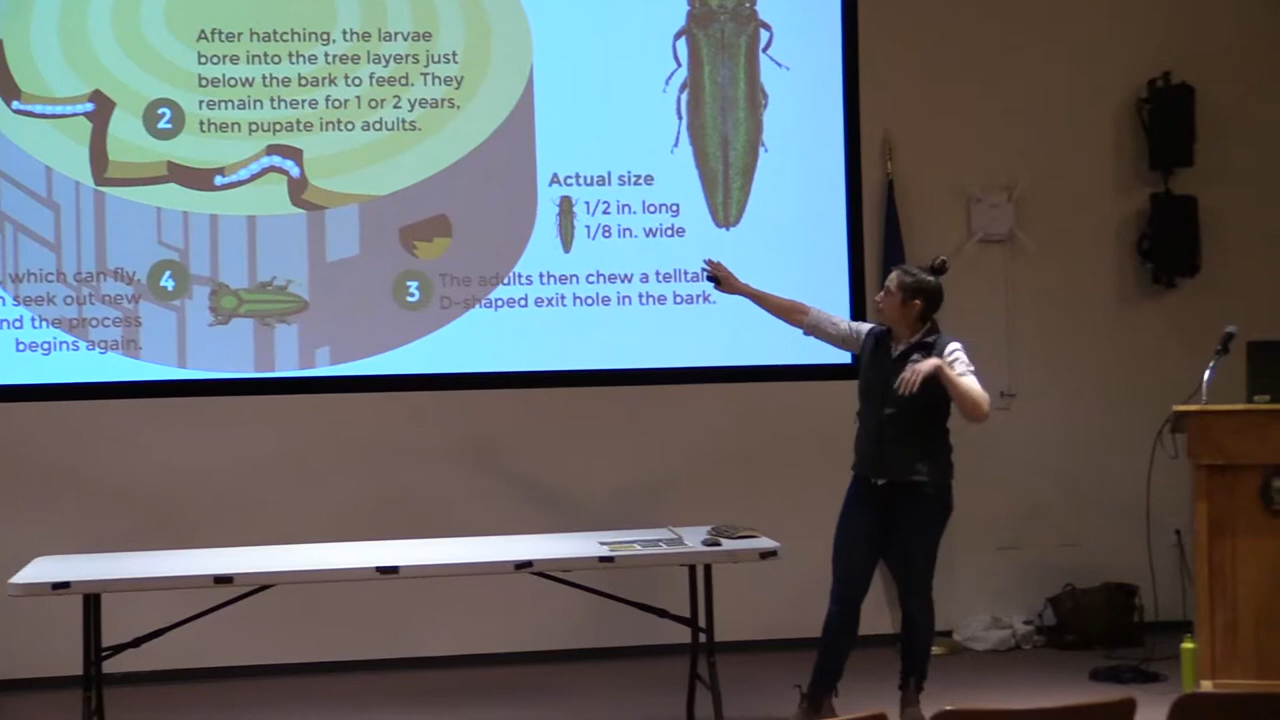 After hatching, the larvae
bore into the tree layers just
below the bark to feed. They
remain there for 1 or 2 years,
then pupate into adults.
2
Actual size
1/2 in. long
1/8 in. wide
3
The adults then chew a
D-shaped exit hole in the bark.
4
which can fly,
seek out new
the process
begins again.